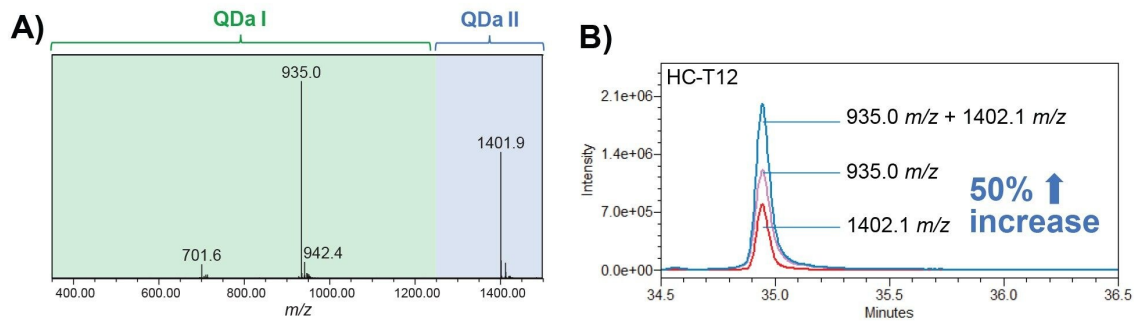 A)
QDa I
QDa II
935.0
1401.9
701.6
942.4
400.00
600.00
800.00
1000.00
1200.00
1400.00
m/z
B)
HC-T12
2.1e+06
1.4e+06
7.0e+05
0.0e+00
Intensity
935.0 m/z + 1402.1 m/z
935.0 m/z
1402.1 m/z
50%
increase
34.5
35.0
35.5
36.0
36.5
Minutes